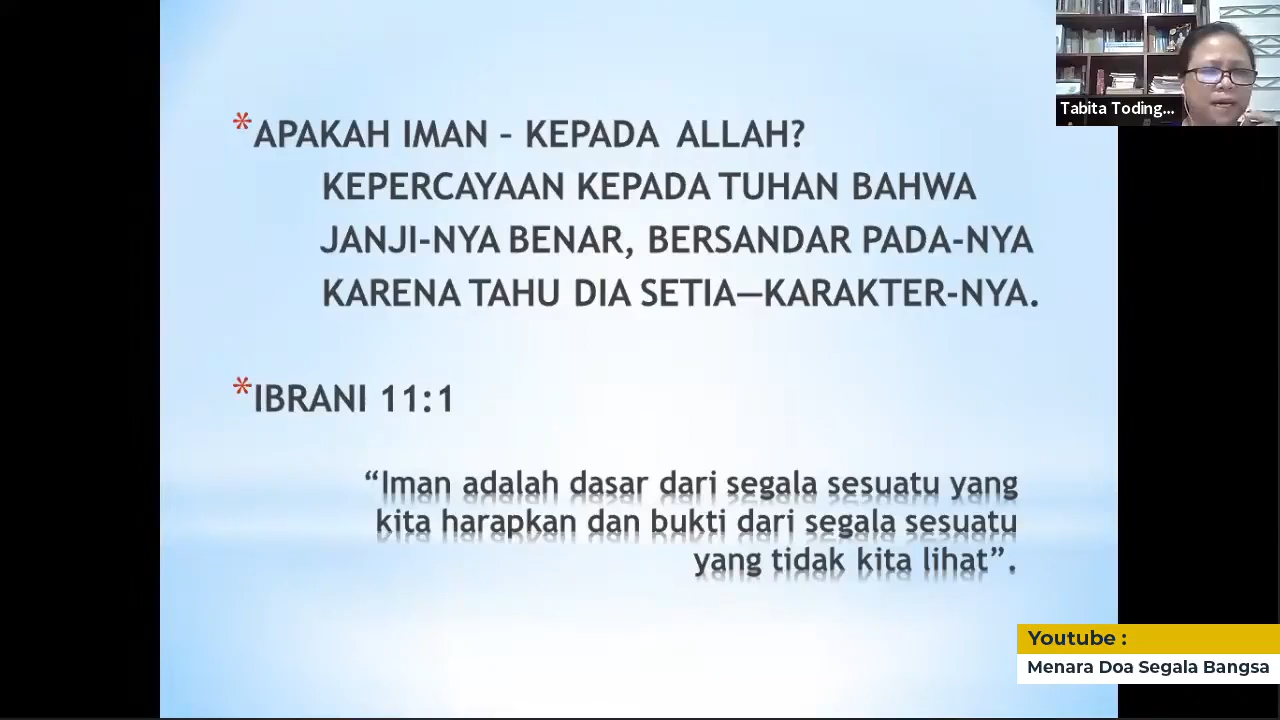 Tabita Toding...
*APAKAH IMAN – KEPADA ALLAH?
KEPERCAYAAN KEPADA TUHAN BAHWA
JANJI-NYA BENAR, BERSANDAR PADA-NYA
KARENA TAHU DIA SETIA—KARAKTER-NYA.
*IBRANI 11:1
“Iman adalah dasar dari segala sesuatu yang
kita harapkan dan bukti dari segala sesuatu
yang tidak kita lihat”.
Youtube :
Menara Doa Segala Bangsa